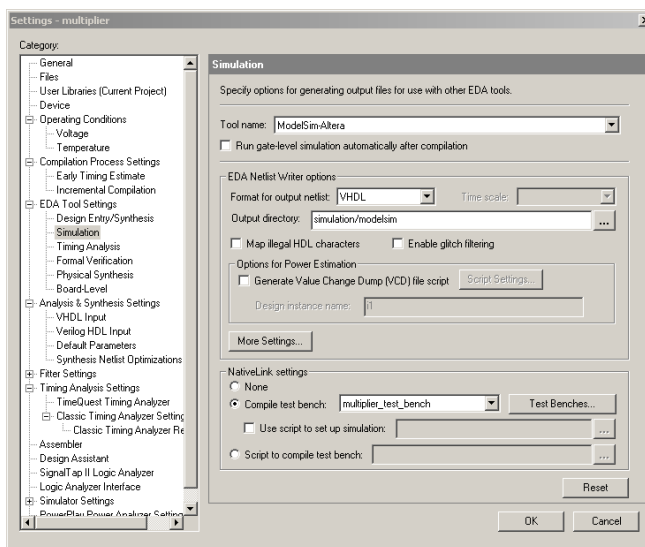 Settings - multiplier
Category:
General
Files
User Libraries (Current Project)
Device
Operating Conditions
Voltage
Temperature
Compilation Process Settings
Early Timing Estimate
Incremental Compilation
EDA Tool Settings
Design Entry/Synthesis
Simulation
Timing Analysis
Formal Verification
Physical Synthesis
Board-Level
Analysis & Synthesis Settings
VHDL Input
Verilog HDL Input
Default Parameters
Synthesis Netlist Optimizations
Fitter Settings
Timing Analysis Settings
TimeQuest Timing Analyzer
Classic Timing Analyzer Setting
Classic Timing Analyzer Re
Assembler
Design Assistant
SignalTap II Logic Analyzer
Logic Analyzer Interface
Simulator Settings
PowerPlay Power Analyzer Setting
Simulation
Specify options for generating output files for use with other EDA tools.
Tool name: ModelSim-Altera
Run gate-level simulation automatically after compilation
EDA Netlist Writer options
Format for output netlist: VHDL Time scale:
Output directory: simulation/modelsim ...
Map illegal HDL characters Enable glitch filtering
Options for Power Estimation
Generate Value Change Dump (VCD) file script Script Settings...
Design instance name: i1
More Settings...
NativeLink settings
None
Compile test bench: multiplier_test_bench Test Benches...
Use script to set up simulation: ...
Script to compile test bench: ...
Reset
OK Cancel